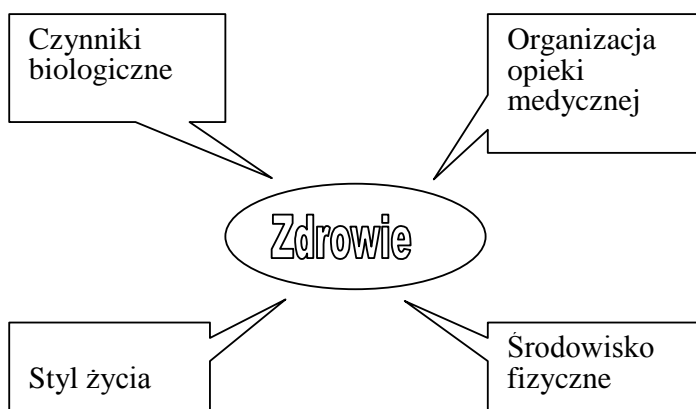 Czynniki
biologiczne
Organizacja
opieki
medycznej
Zdrowie
Styl życia
Środowisko
fizyczne